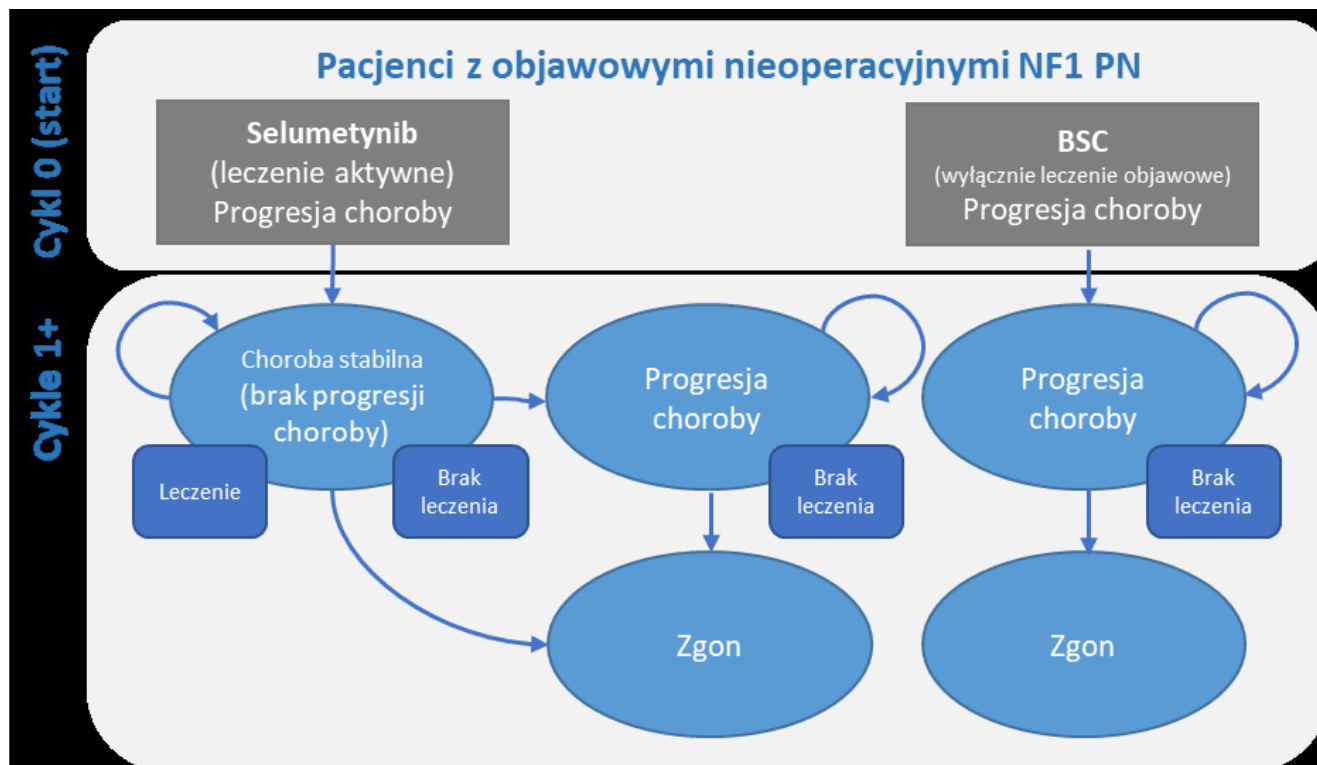 Cykl 0 (start)
Pacjenci z objawowymi nieoperacyjnymi NF1 PN
Selumetynib
(leczenie aktywne)
Progresja choroby
BSC
(wyłącznie leczenie objawowe)
Progresja choroby
Cykle 1+
Choroba stabilna
(brak progresji
choroby)
Leczenie
Brak
leczenia
Progresja
choroby
Brak
leczenia
Progresja
choroby
Brak
leczenia
Zgon
Zgon